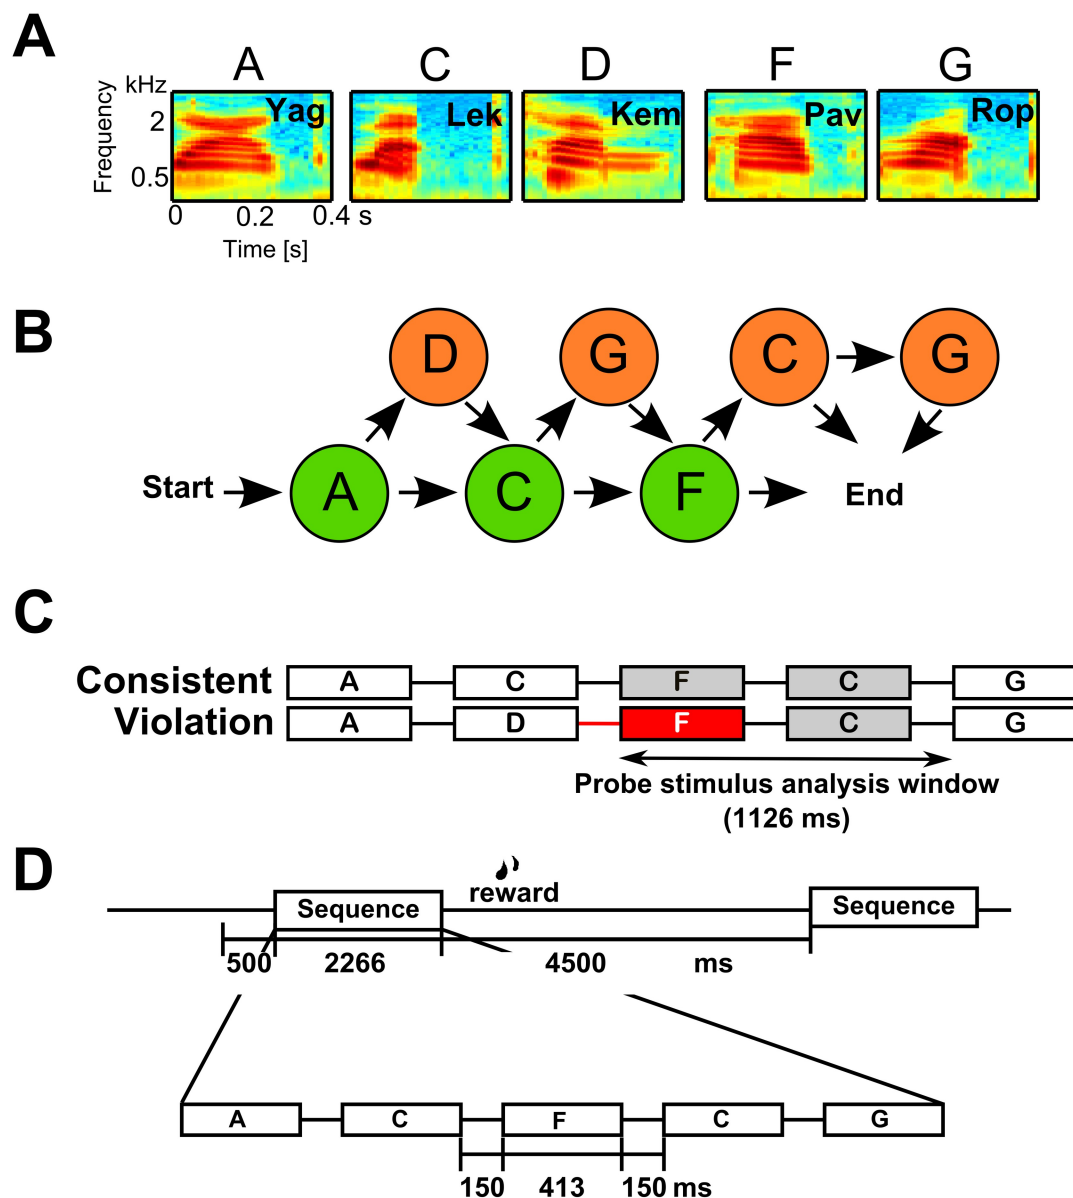 A
A C D F G
kHz
Yag Lek Kem Pav Rop
2
Frequency
0.5
0 0.2 0.4 s
Time [s]
B
D G C G
Start A C F End
C
Consistent A C F C G
Violation A D F C G
Probe stimulus analysis window
(1126 ms)
D
reward
Sequence Sequence
500 2266 4500 ms
A C F C G
150 413 150 ms